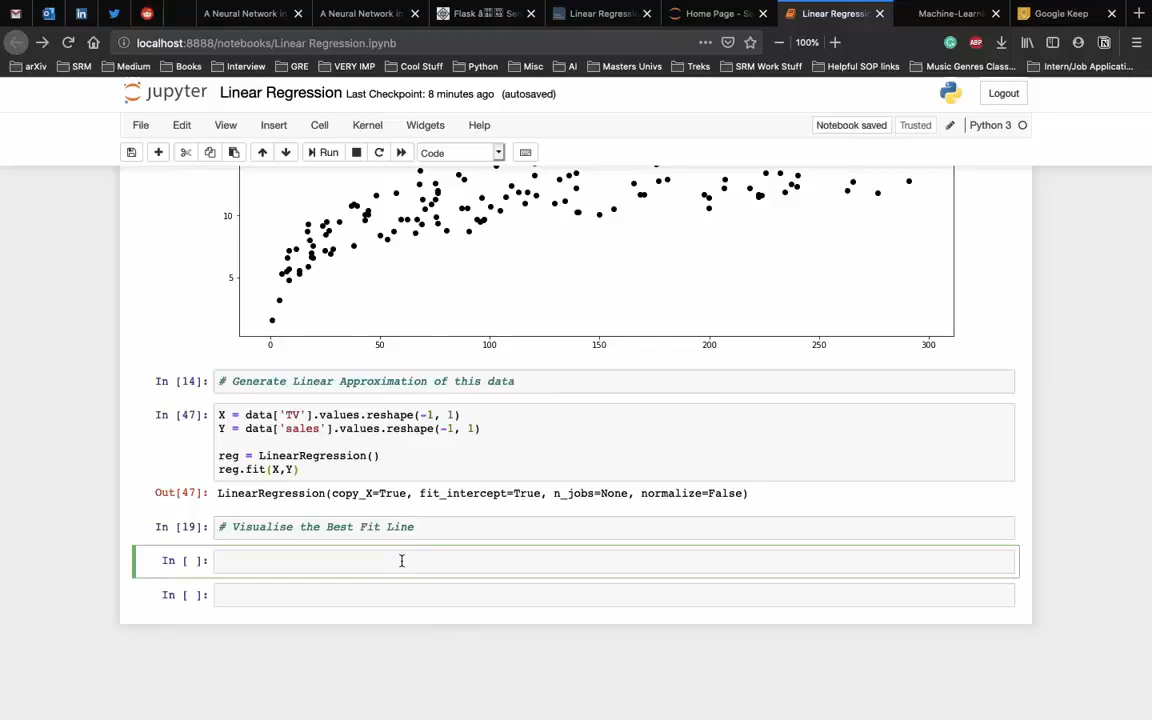 A Neural Network in
A Neural Network in
Linear Regressi
Home Page - Se
Linear Regressi
Machine-Learni
Google Keep
localhost:8888/notebooks/Linear Regression.ipynb
100%
arXiv SRM Medium Books Interview GRE VERY IMP Cool Stuff Python Misc AI Masters Univs Treks SRM Work Stuff Helpful SOP links Music Genres Class... Intern/Job Applicati...
jupyter Linear Regression Last Checkpoint: 8 minutes ago (autosaved)
Logout
File Edit View Insert Cell Kernel Widgets Help
Notebook saved Trusted Python 3
Run Code
10
5
0 50 100 150 200 250 300
In [14]: # Generate Linear Approximation of this data
In [47]: X = data['TV'].values.reshape(-1, 1)
Y = data['sales'].values.reshape(-1, 1)
reg = LinearRegression()
reg.fit(X,Y)
Out[47]: LinearRegression(copy_X=True, fit_intercept=True, n_jobs=None, normalize=False)
In [19]: # Visualise the Best Fit Line
In [ ]:
In [ ]: